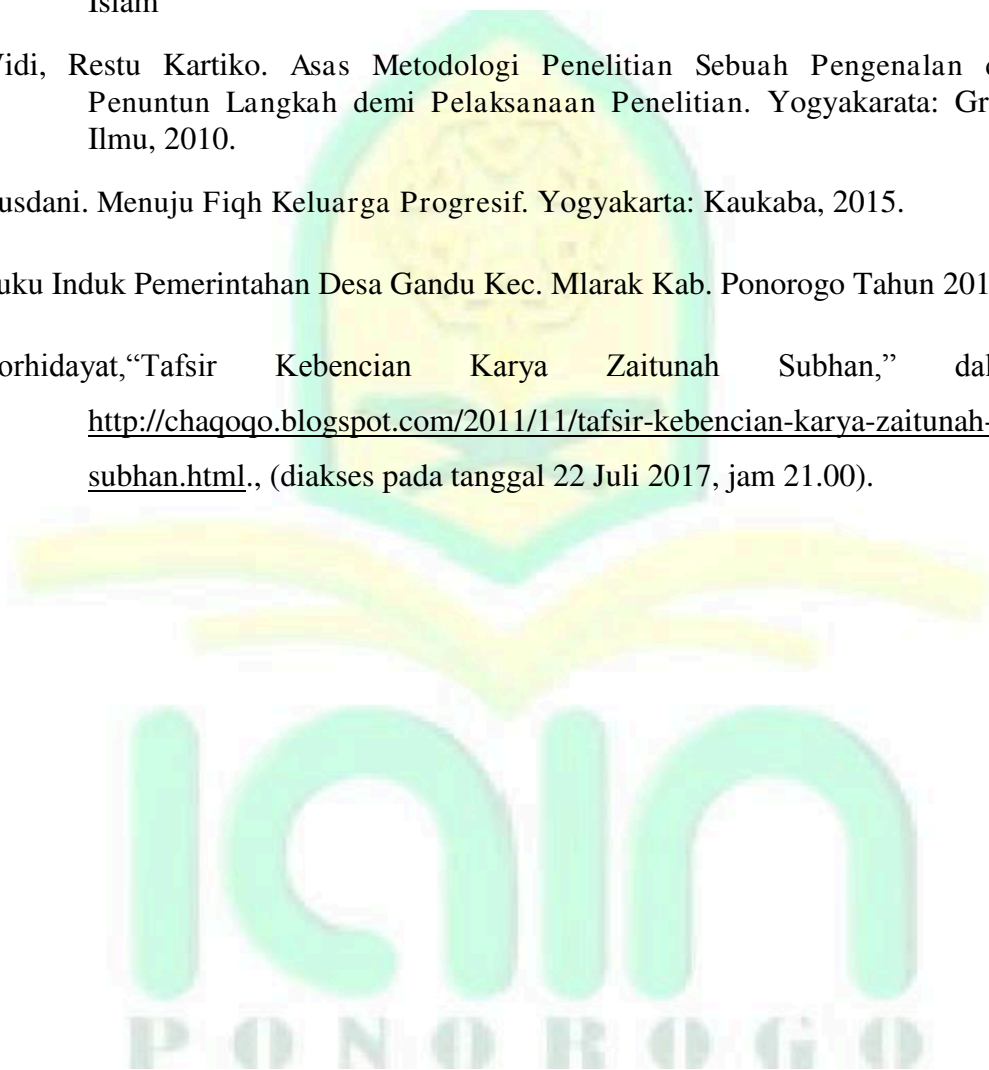 Islam
idi, Restu Kartiko. Asas Metodologi Penelitian Sebuah Pengenalan
Penuntun Langkah demi Pelaksanaan Penelitian. Yogyakarata: Gr
Ilmu, 2010.
usdani. Menuju Fiqh Keluarga Progresif. Yogyakarta: Kaukaba, 2015.
uku Induk Pemerintahan Desa Gandu Kec. Mlarak Kab. Ponorogo Tahun 201
orhidayat,“Tafsir Kebencian Karya Zaitunah Subhan,” dal
http://chaqoqo.blogspot.com/2011/11/tafsir-kebencian-karya-zaitunah-
subhan.html., (diakses pada tanggal 22 Juli 2017, jam 21.00).
IAIN
PONOROGO